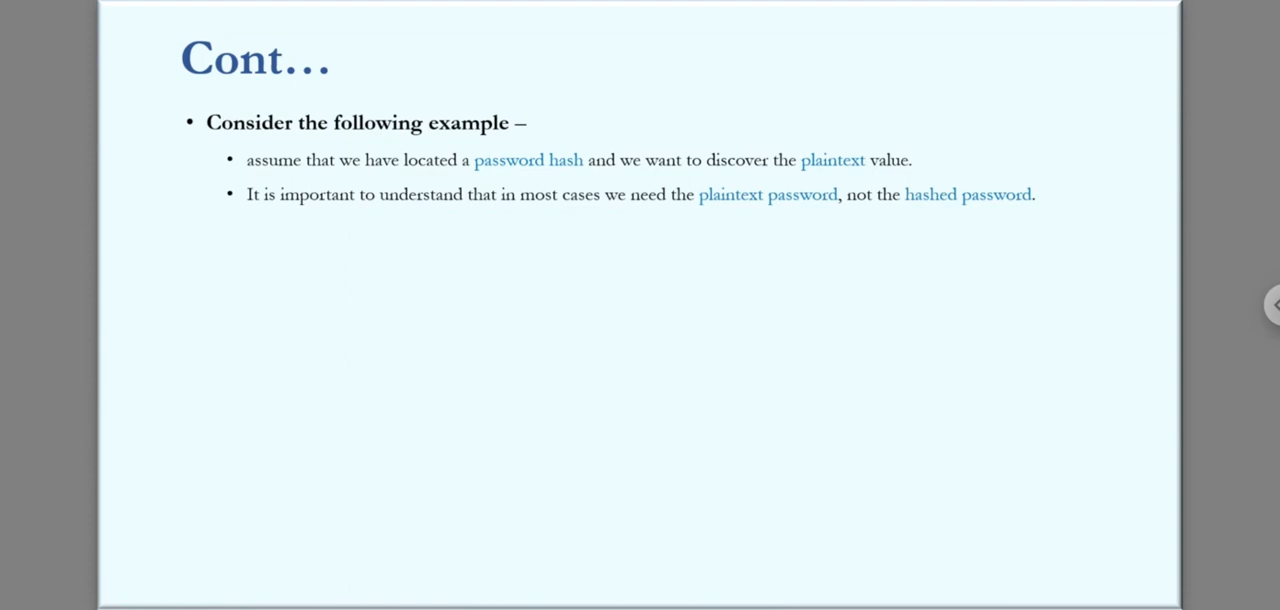 Cont…
• Consider the following example –
• assume that we have located a password hash and we want to discover the plaintext value.
• It is important to understand that in most cases we need the plaintext password, not the hashed password.